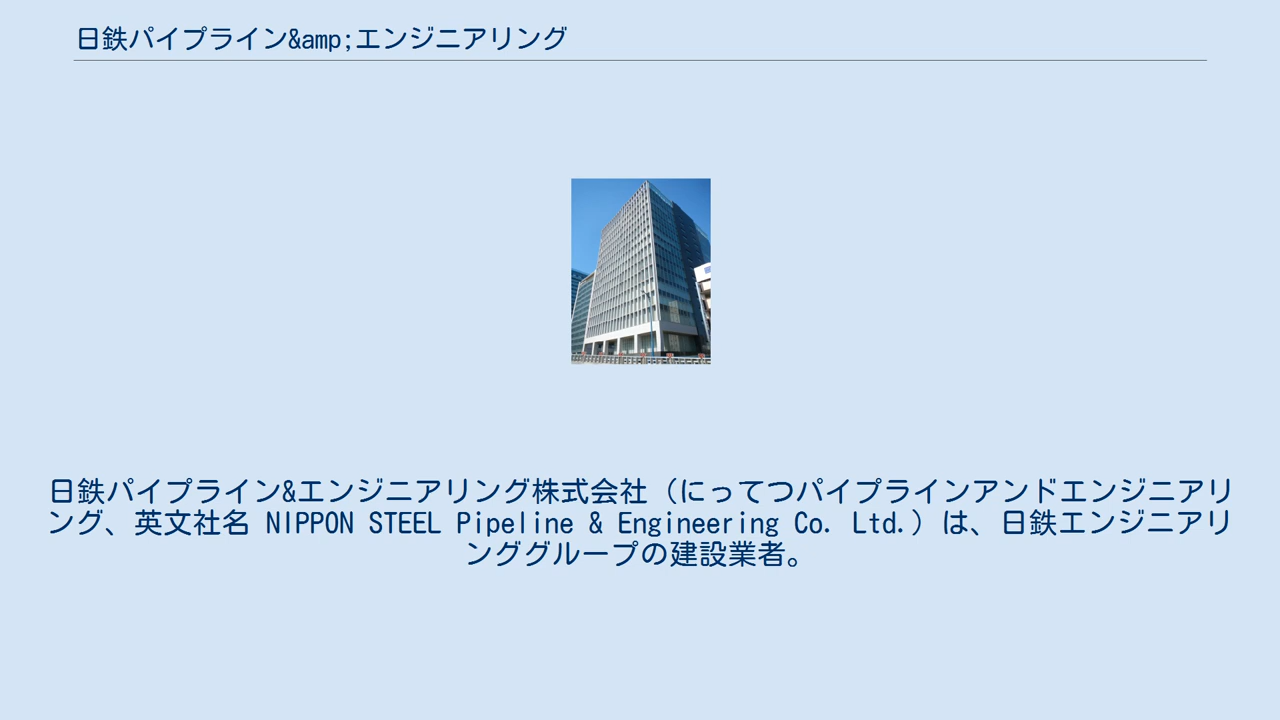 日鉄パイプライン&amp;エンジニアリング
日鉄パイプライン&エンジニアリング株式会社（にってつパイプラインアンドエンジニアリ
ング、英文社名 NIPPON STEEL Pipeline & Engineering Co. Ltd.）は、日鉄エンジニアリ
ンググループの建設業者。